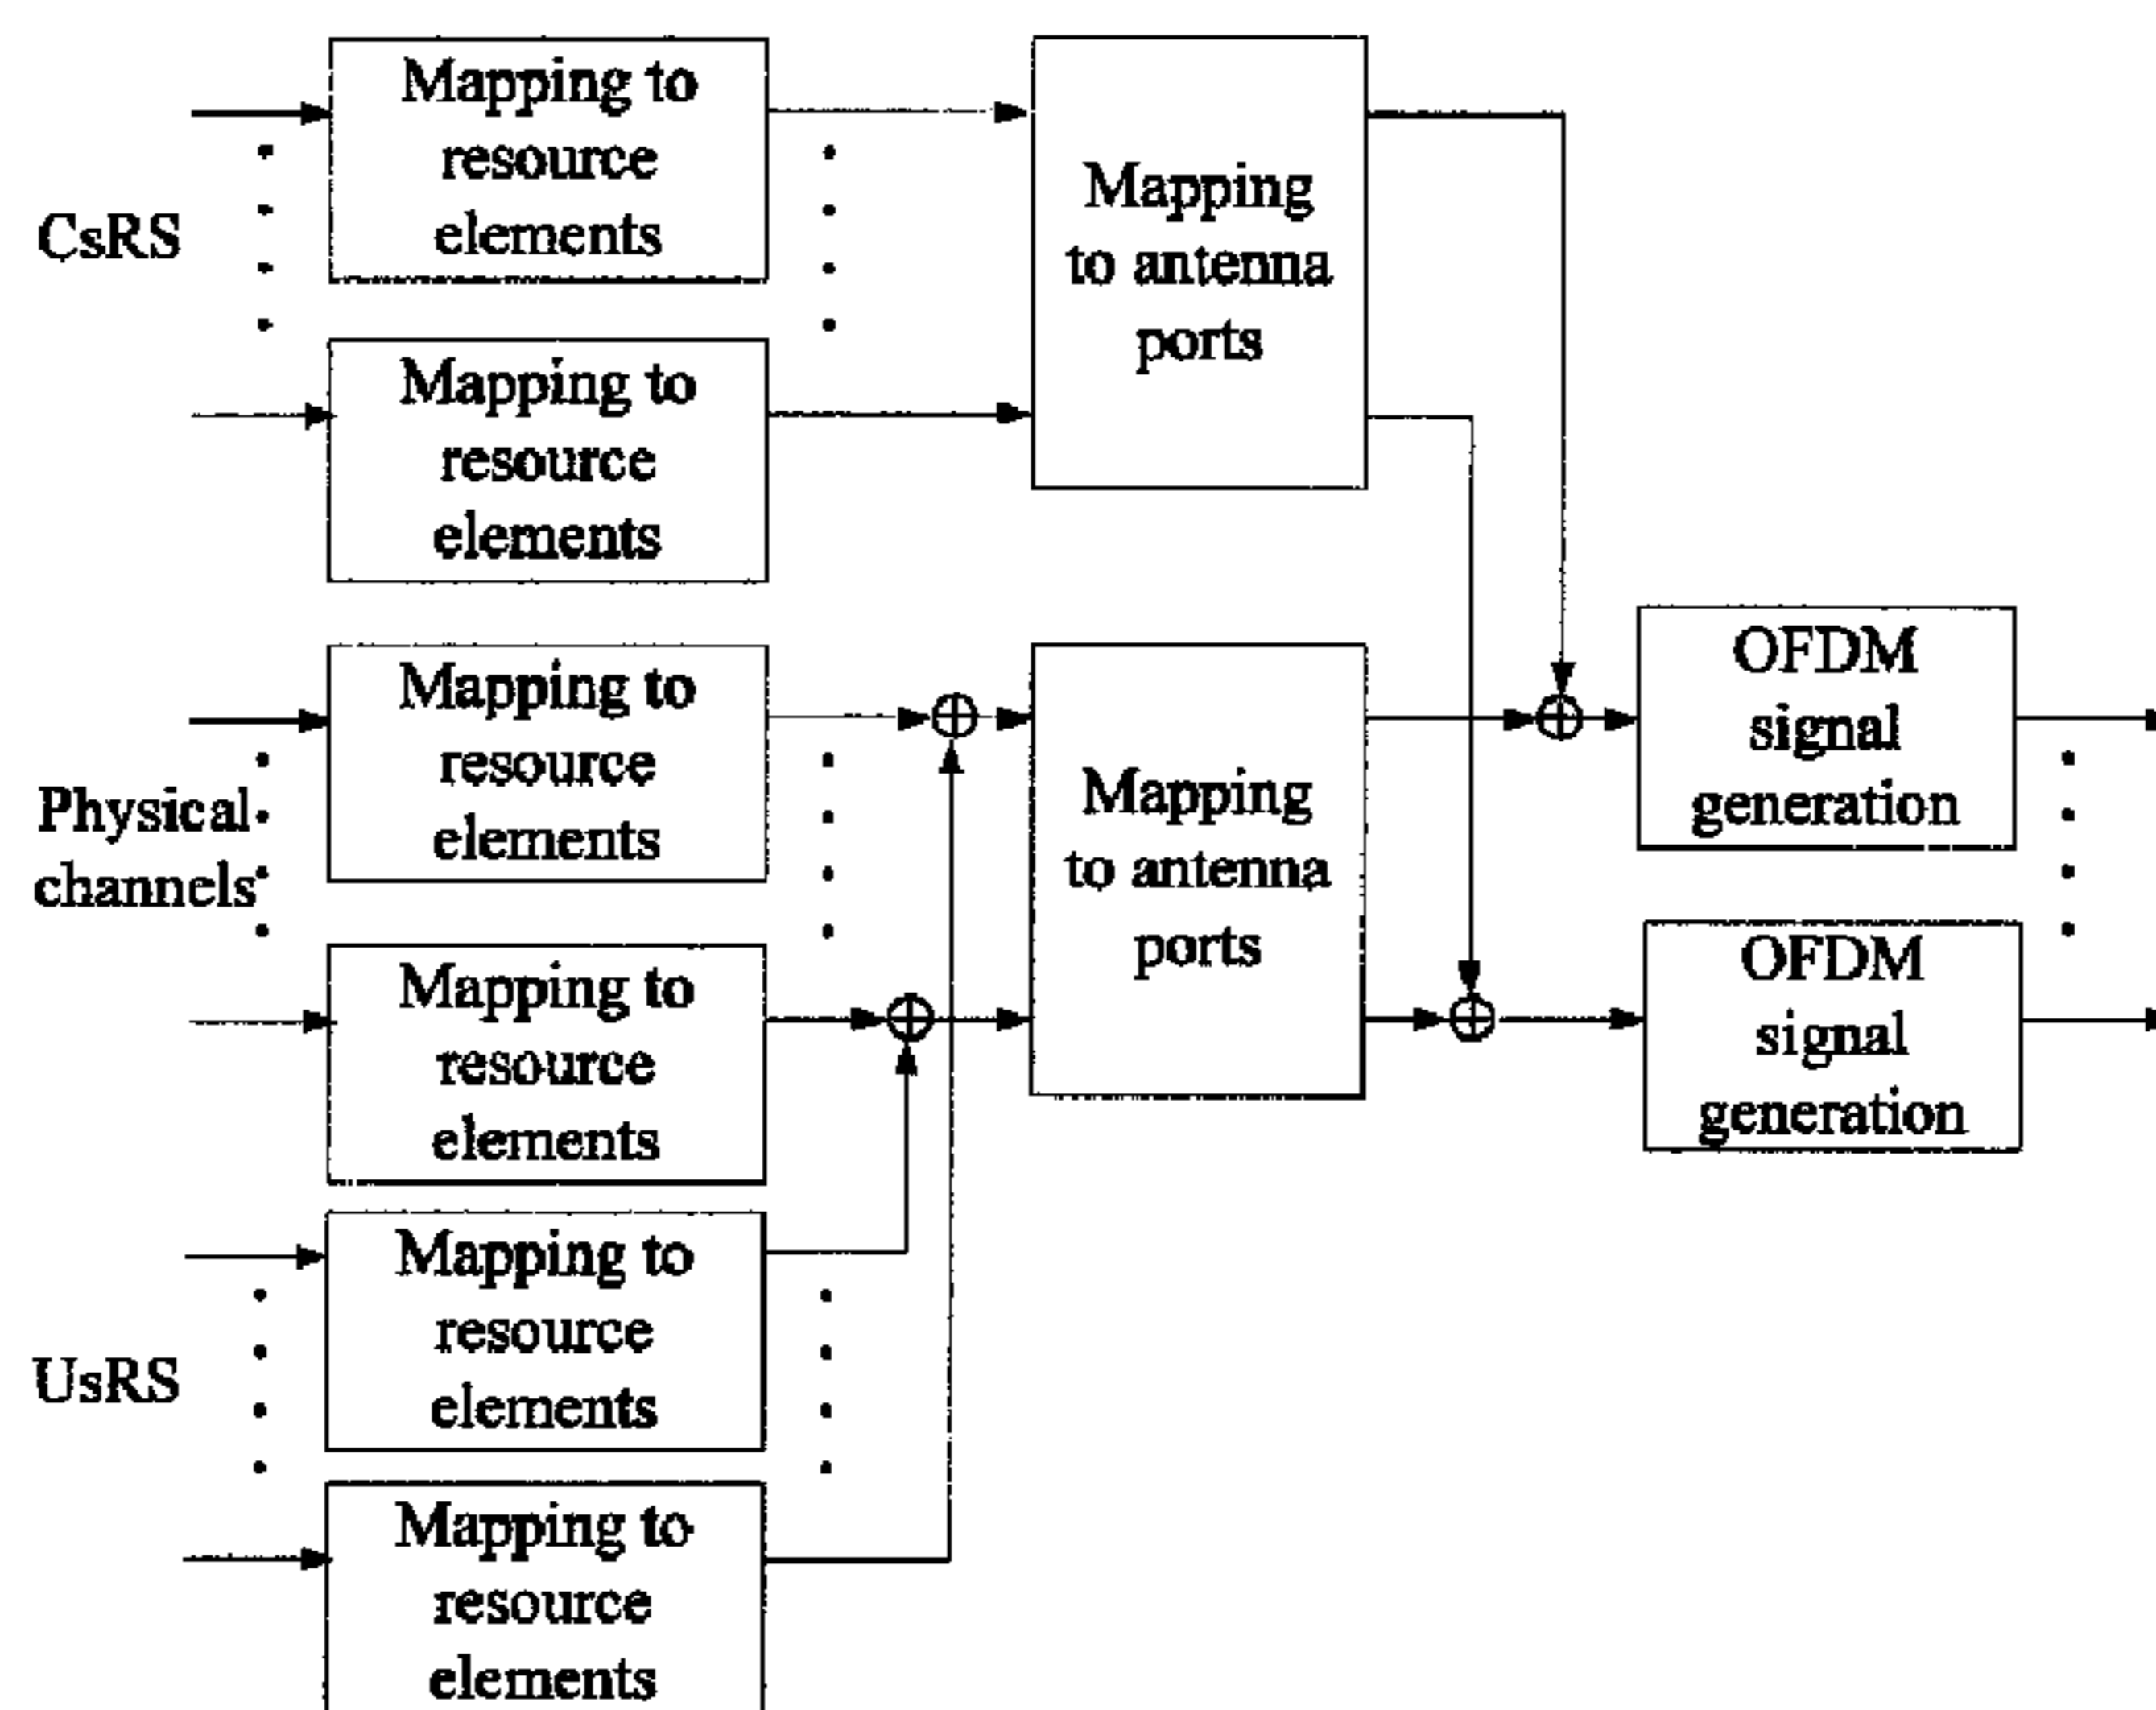 CsRS
Mapping to
resource
elements
Mapping to
resource
elements
Mapping
to antenna
ports
Physical
channels
Mapping to
resource
elements
Mapping to
resource
elements
Mapping
to antenna
ports
OFDM
signal
generation
OFDM
signal
generation
UsRS
Mapping to
resource
elements
Mapping to
resource
elements